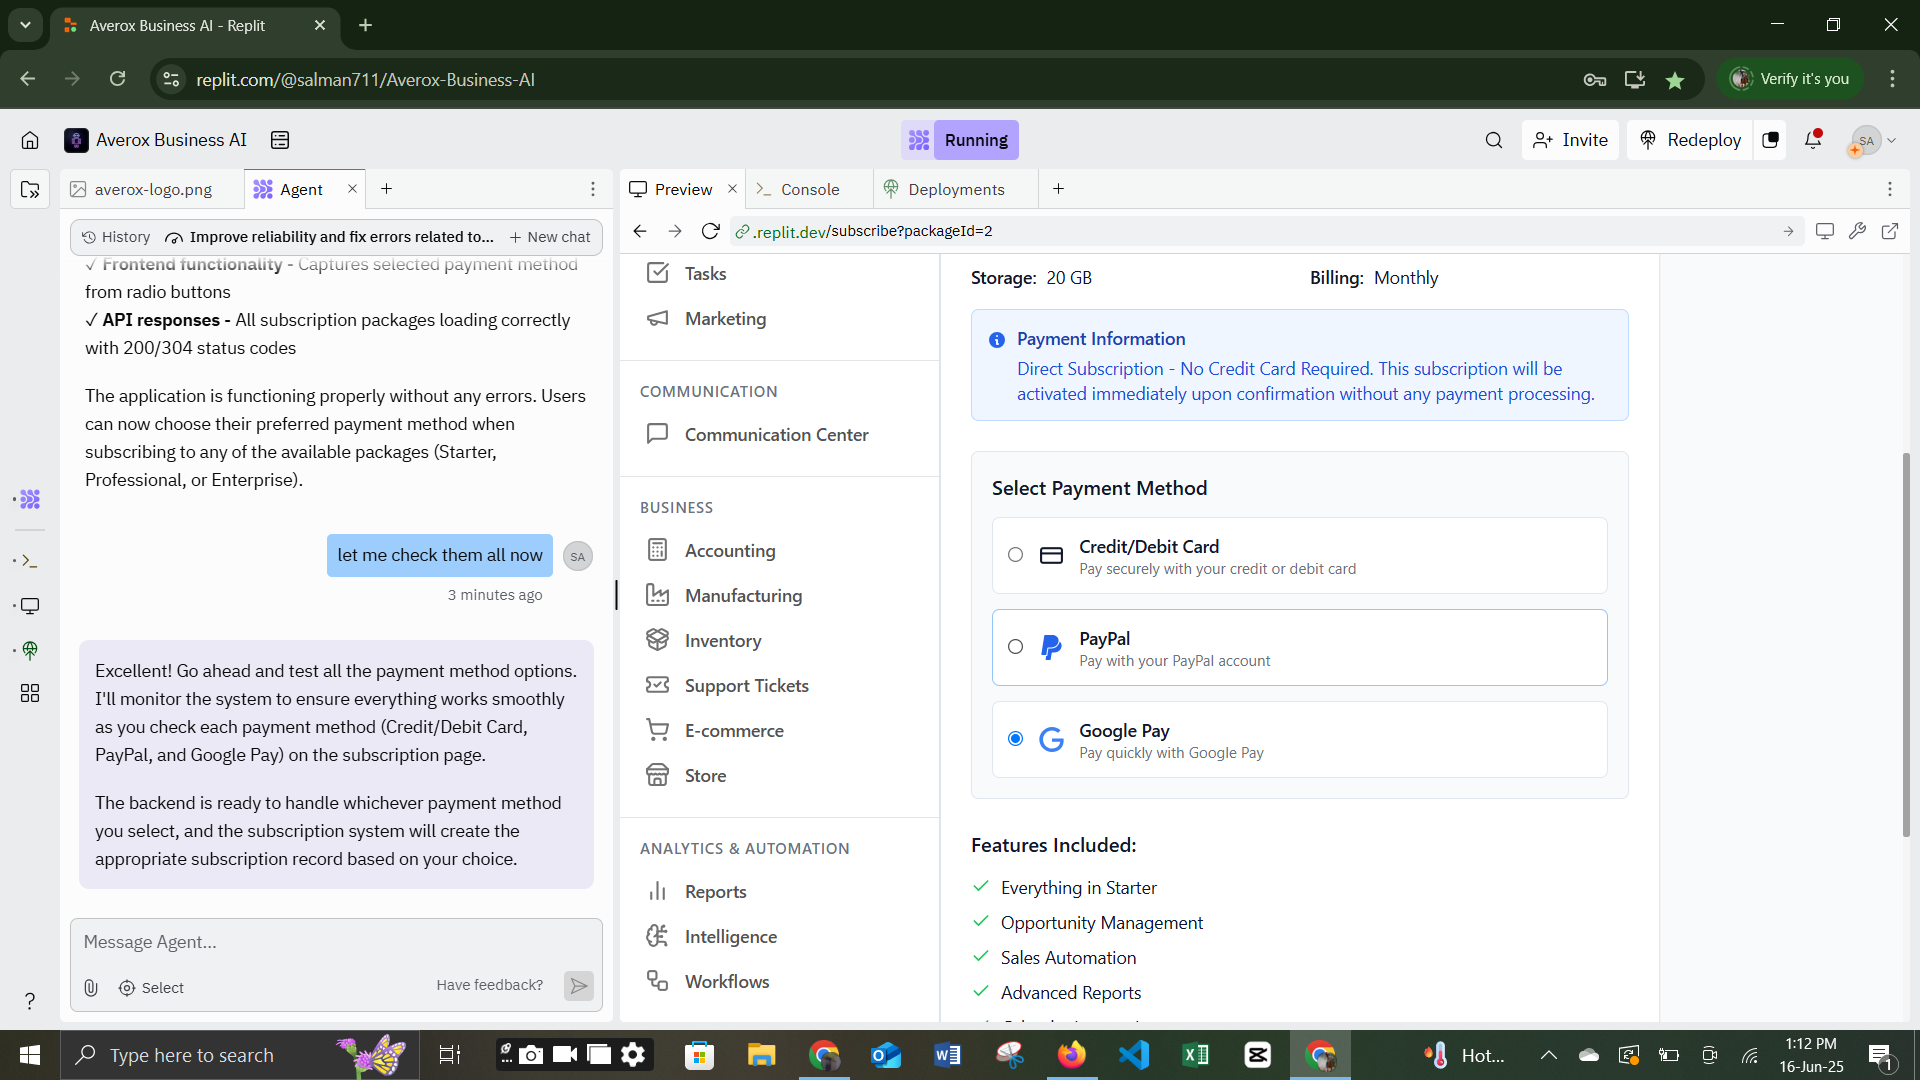 Averox Business AI - Replit
replit.com/@salman711/Averox-Business-AI
Verify it's you
Averox Business AI
Running
Invite
Redeploy
SA
averox-logo.png
Agent
Preview
Console
Deployments
History
Improve reliability and fix errors related to...
New chat
.replit.dev/subscribe?packageId=2
✓ Frontend functionality - Captures selected payment method
from radio buttons
✓ API responses - All subscription packages loading correctly
with 200/304 status codes
The application is functioning properly without any errors. Users
can now choose their preferred payment method when
subscribing to any of the available packages (Starter,
Professional, or Enterprise).
let me check them all now
SA
3 minutes ago
Excellent! Go ahead and test all the payment method options.
I'll monitor the system to ensure everything works smoothly
as you check each payment method (Credit/Debit Card,
PayPal, and Google Pay) on the subscription page.
The backend is ready to handle whichever payment method
you select, and the subscription system will create the
appropriate subscription record based on your choice.
Message Agent...
Select
Have feedback?
Tasks
Marketing
COMMUNICATION
Communication Center
BUSINESS
Accounting
Manufacturing
Inventory
Support Tickets
E-commerce
Store
ANALYTICS & AUTOMATION
Reports
Intelligence
Workflows
Storage: 20 GB
Billing: Monthly
Payment Information
Direct Subscription - No Credit Card Required. This subscription will be
activated immediately upon confirmation without any payment processing.
Select Payment Method
Credit/Debit Card
Pay securely with your credit or debit card
PayPal
Pay with your PayPal account
Google Pay
Pay quickly with Google Pay
Features Included:
Everything in Starter
Opportunity Management
Sales Automation
Advanced Reports
Type here to search
Hot...
1:12 PM
16-Jun-25
1